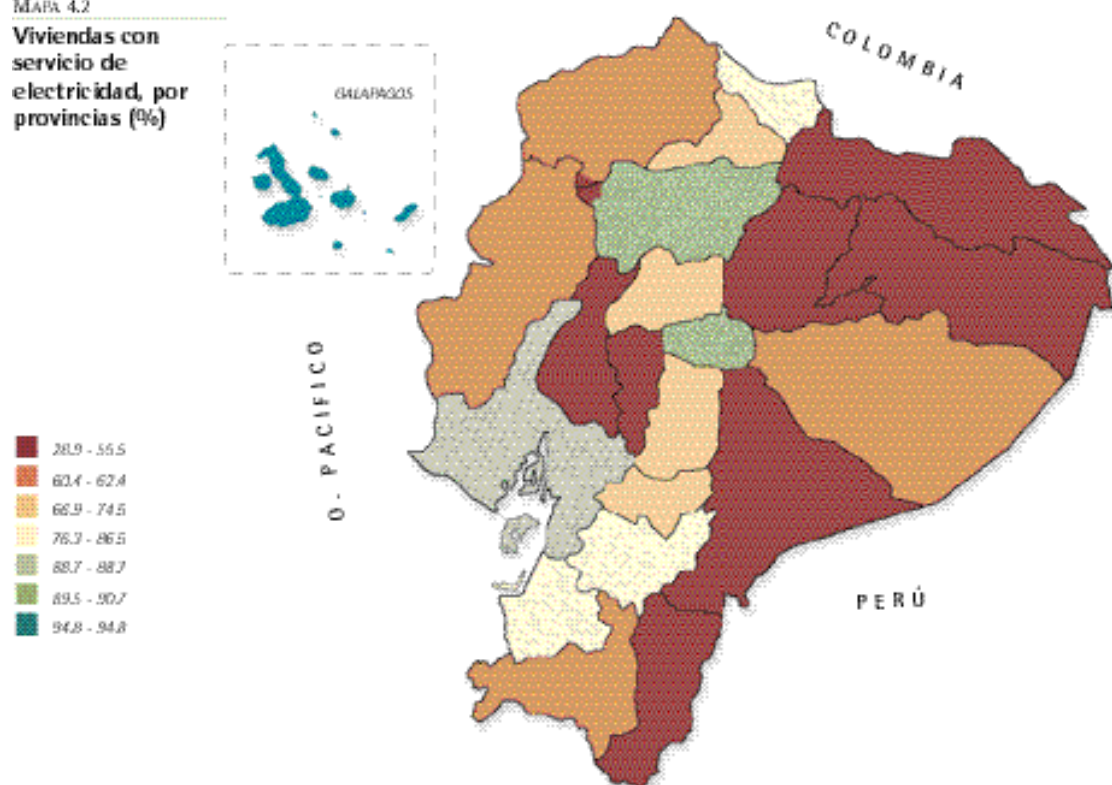 MAPA 4.2
Viviendas con
servicio de
electricidad, por
provincias (%)
GALAPAGOS
COLOMBIA
O. PACIFICO
PERÚ
28.9 - 55.5
60.4 - 62.4
66.9 - 74.5
76.3 - 86.5
88.7 - 88.7
89.5 - 90.7
94.8 - 94.8